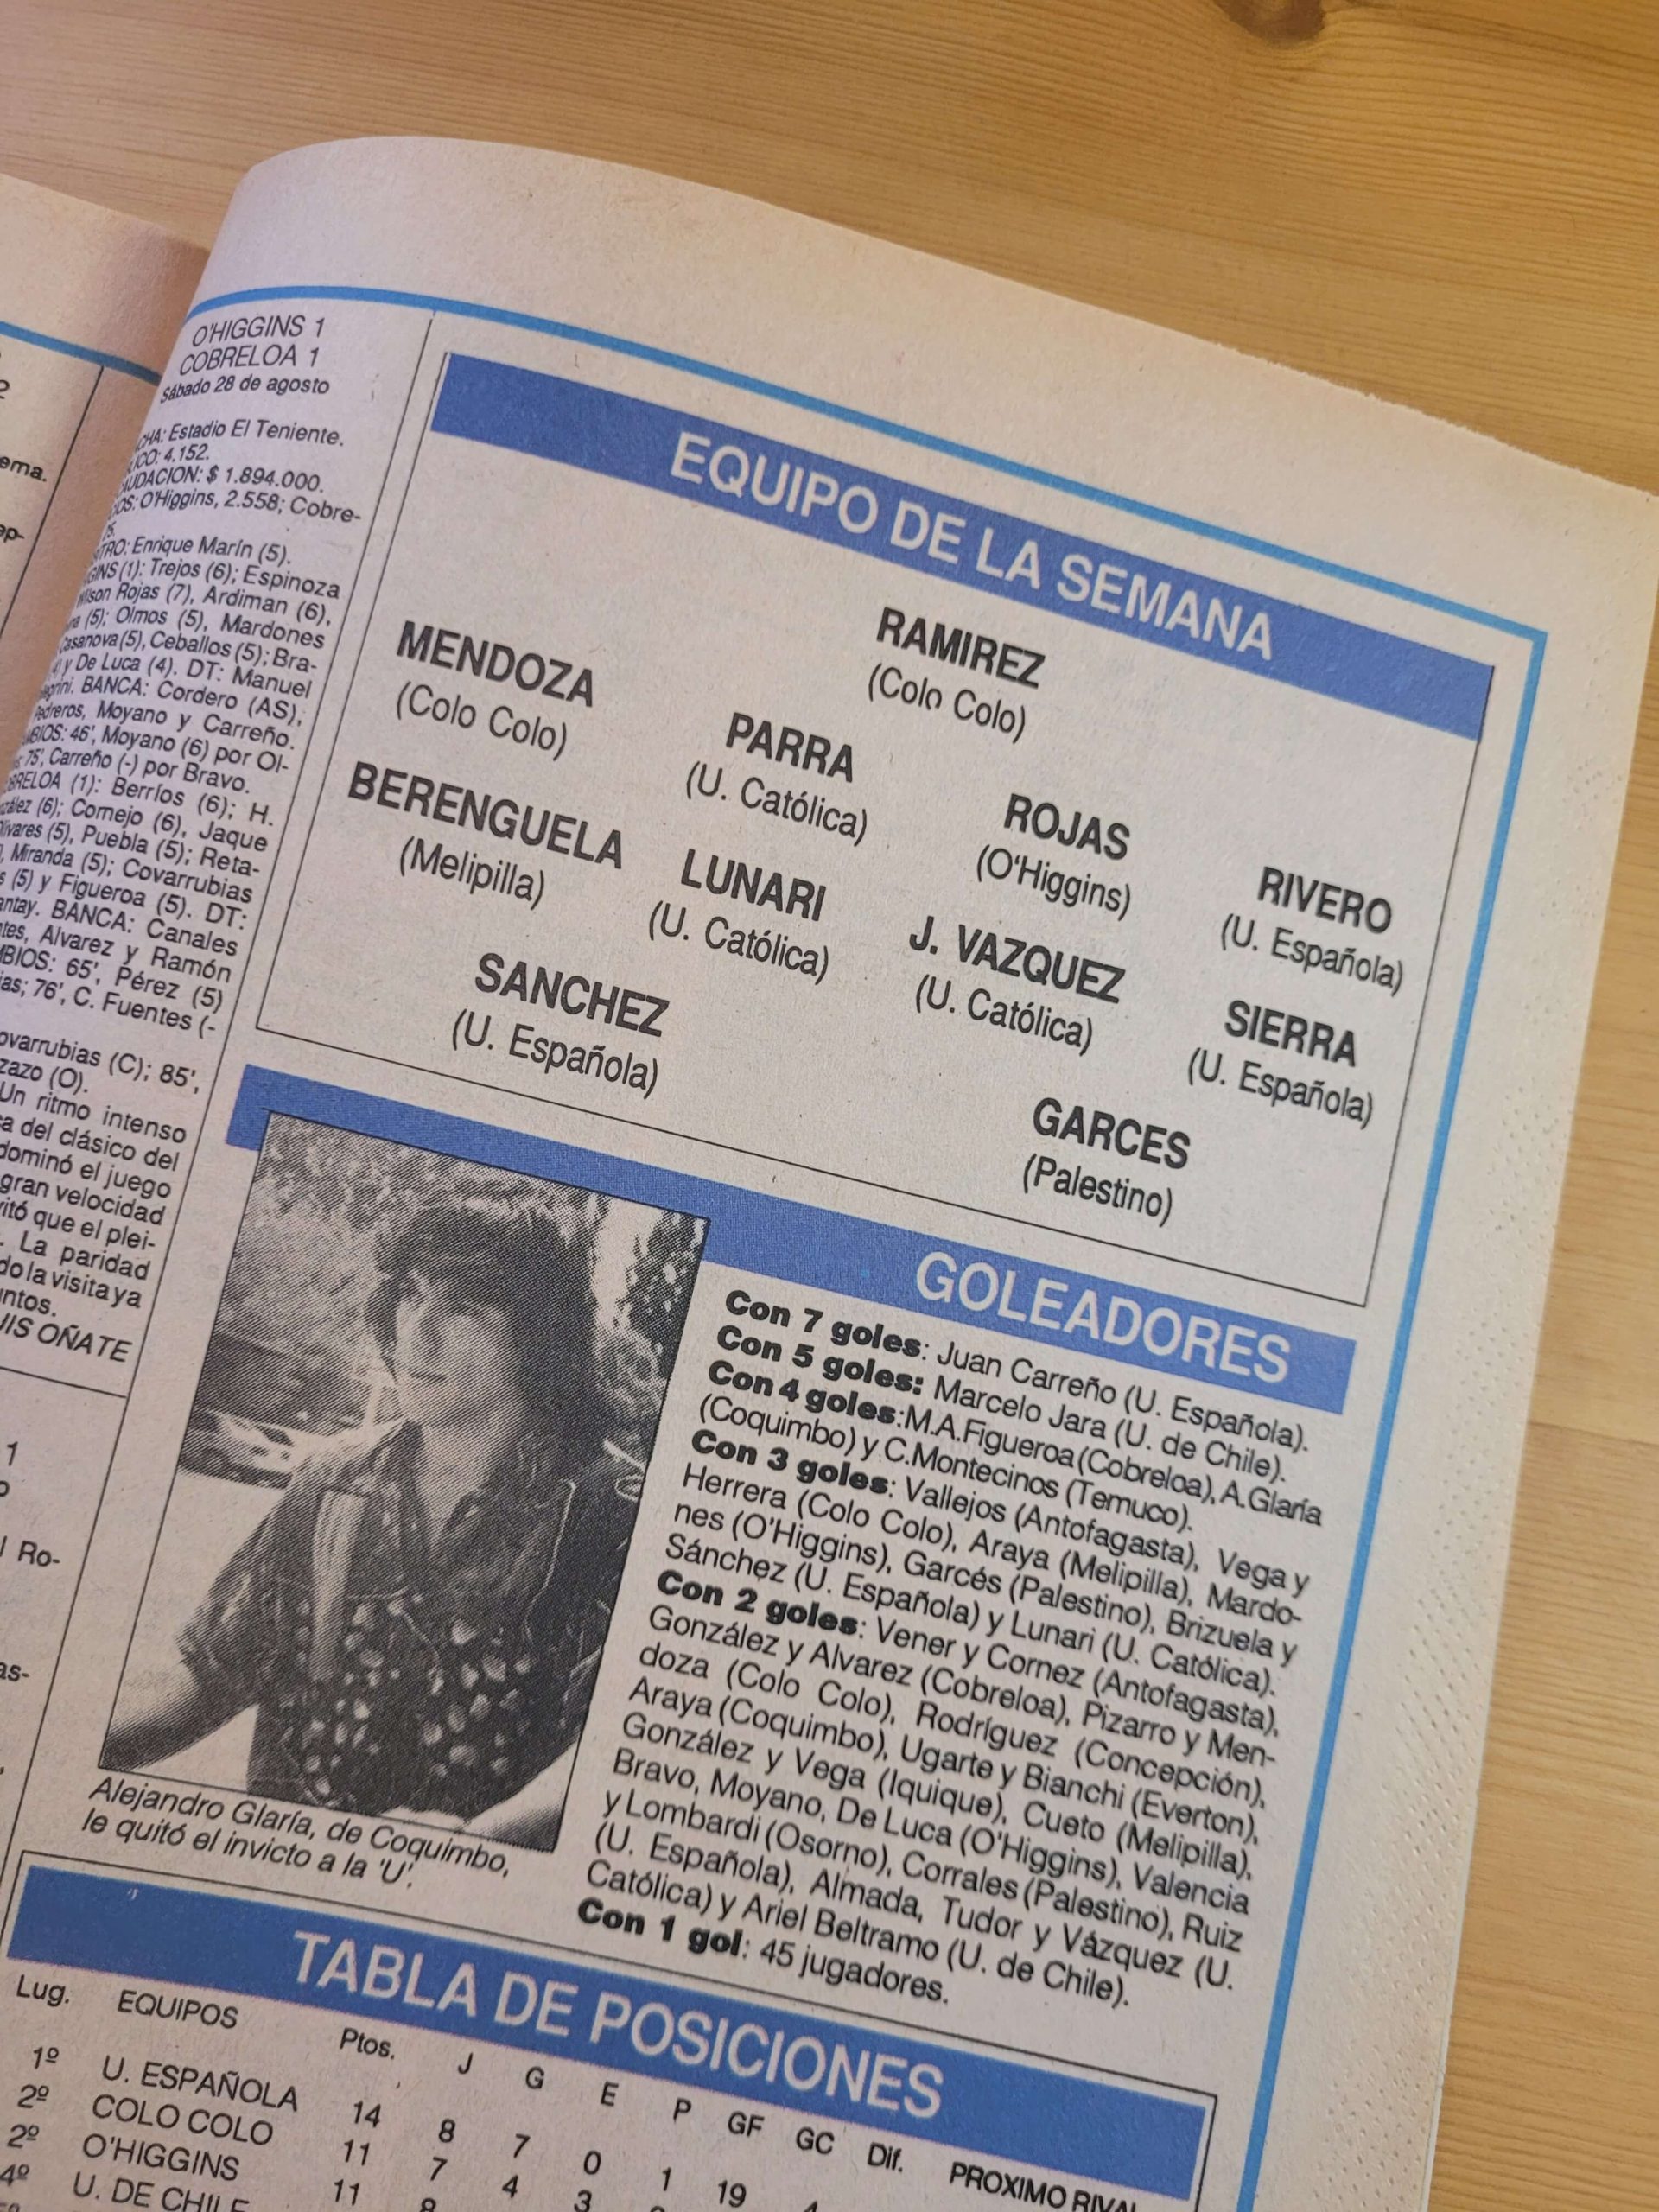 O'HIGGINS 1
COBRELOA 1
Sábado 28 de agosto
Estadio El Teniente.
4.152.
$ 1.894.000.
O'Higgins, 2.558; Cobre-
Enrique Marín (5).
(1): Trejos (6); Espinoza
Rojas (7), Ardiman (6),
(5); Olmos (5), Mardones
Casanova (5), Ceballos (5); Bra-
y De Luca (4). DT: Manuel
BANCA: Cordero (AS),
Moyano y Carreño.
46', Moyano (6) por Ol-
75', Carreño (-) por Bravo.
(1): Berríos (6); H.
(6); Cornejo (6), Jaque
Olivares (5), Puebla (5); Reta-
Miranda (5); Covarrubias
(5) y Figueroa (5). DT:
BANCA: Canales
Alvarez y Ramón
65', Pérez (5)
76', C. Fuentes (-
(C); 85',
(O).
Un ritmo intenso
del clásico del
dominó el juego
gran velocidad
que el plei-
La paridad
la visita ya
OÑATE
EQUIPO DE LA SEMANA
RAMIREZ
(Colo Colo)
MENDOZA
(Colo Colo)
PARRA
(U. Católica)
ROJAS
(O'Higgins)
RIVERO
(U. Española)
BERENGUELA
(Melipilla)
LUNARI
(U. Católica)
J. VAZQUEZ
(U. Católica)
SIERRA
(U. Española)
SANCHEZ
(U. Española)
GARCES
(Palestino)
GOLEADORES
Con 7 goles: Juan Carreño (U. Española).
Con 5 goles: Marcelo Jara (U. de Chile).
Con 4 goles:M.A.Figueroa(Cobreloa), A.Glaría
(Coquimbo) y C.Montecinos (Temuco).
Con 3 goles: Vallejos (Antofagasta), Vega y
Herrera (Colo Colo), Araya (Melipilla), Mardo-
nes (O'Higgins), Garcés (Palestino), Brizuela y
Sánchez (U. Española) y Lunari (U. Católica).
Con 2 goles: Vener y Cornez (Antofagasta),
González y Alvarez (Cobreloa), Pizarro y Men-
doza (Colo Colo), Rodríguez (Concepción),
Araya (Coquimbo), Ugarte y Bianchi (Everton),
González y Vega (Iquique), Cueto (Melipilla),
Bravo, Moyano, De Luca (O'Higgins), Valencia
y Lombardi (Osorno), Corrales (Palestino), Ruiz
(U. Española), Almada, Tudor y Vázquez (U.
Católica) y Ariel Beltramo (U. de Chile).
Con 1 gol: 45 jugadores.
Alejandro Glaría, de Coquimbo,
le quitó el invicto a la 'U'.
TABLA DE POSICIONES
Lug. EQUIPOS Ptos. J G E P GF GC Dif. PROXIMO RIVAL
1º U. ESPAÑOLA 14 8 7 0 1 19
2º COLO COLO 11 7 4 3
2º O'HIGGINS 11 8
4º U. DE CHILE